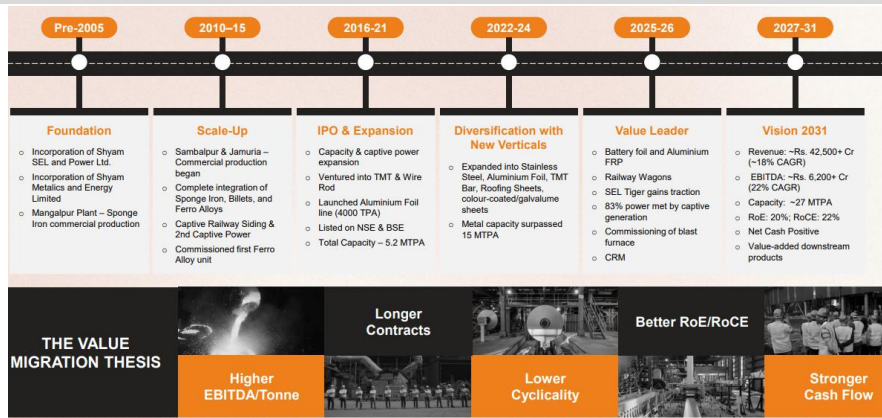 Pre-2005
2010–15
2016-21
2022-24
2025-26
2027-31
Foundation
o Incorporation of Shyam
SEL and Power Ltd.
o Incorporation of Shyam
Metalics and Energy
Limited
o Mangalpur Plant – Sponge
Iron commercial production
Scale-Up
o Sambalpur & Jamuria –
Commercial production
began
o Complete integration of
Sponge Iron, Billets, and
Ferro Alloys
o Captive Railway Siding &
2nd Captive Power
o Commissioned first Ferro
Alloy unit
IPO & Expansion
o Capacity & captive power
expansion
o Ventured into TMT & Wire
Rod
o Launched Aluminium Foil
line (4000 TPA)
o Listed on NSE & BSE
o Total Capacity – 5.2 MTPA
Diversification with
New Verticals
o Expanded into Stainless
Steel, Aluminium Foil, TMT
Bar, Roofing Sheets,
colour-coated/galvalume
sheets
o Metal capacity surpassed
15 MTPA
Value Leader
o Battery foil and Aluminium
FRP
o Railway Wagons
o SEL Tiger gains traction
o 83% power met by captive
generation
o Commissioning of blast
furnace
o CRM
Vision 2031
o Revenue: ~Rs. 42,500+ Cr
(~18% CAGR)
o EBITDA: ~Rs. 6,200+ Cr
(22% CAGR)
o Capacity: ~27 MTPA
o RoE: 20%; RoCE: 22%
o Net Cash Positive
o Value-added downstream
products
THE VALUE
MIGRATION THESIS
Higher
EBITDA/Tonne
Longer
Contracts
Lower
Cyclicality
Better RoE/RoCE
Stronger
Cash Flow